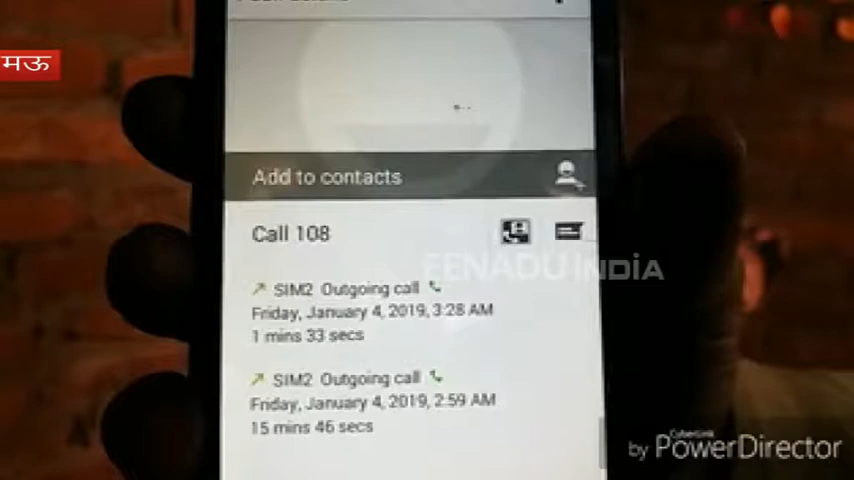 मऊ
Add to contacts
Call 108
EENADU INDIA
SIM2 Outgoing call
Friday, January 4, 2019, 3:28 AM
1 mins 33 secs
SIM2 Outgoing call
Friday, January 4, 2019, 2:59 AM
15 mins 46 secs
CyberLink
by PowerDirector